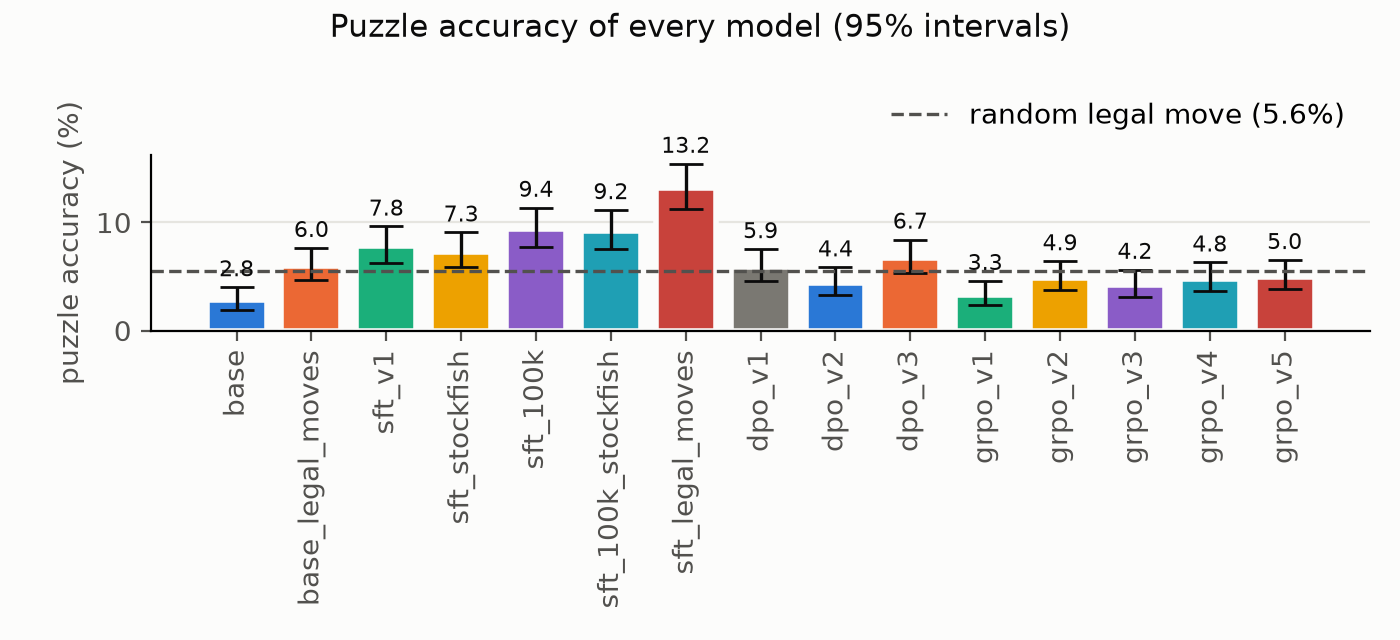 Puzzle accuracy of every model (95% intervals)
random legal move (5.6%)
puzzle accuracy (%)
10
0
2.8
6.0
7.8
7.3
9.4
9.2
13.2
5.9
4.4
6.7
3.3
4.9
4.2
4.8
5.0
base
base_legal_moves
sft_v1
sft_stockfish
sft_100k
sft_100k_stockfish
sft_legal_moves
dpo_v1
dpo_v2
dpo_v3
grpo_v1
grpo_v2
grpo_v3
grpo_v4
grpo_v5